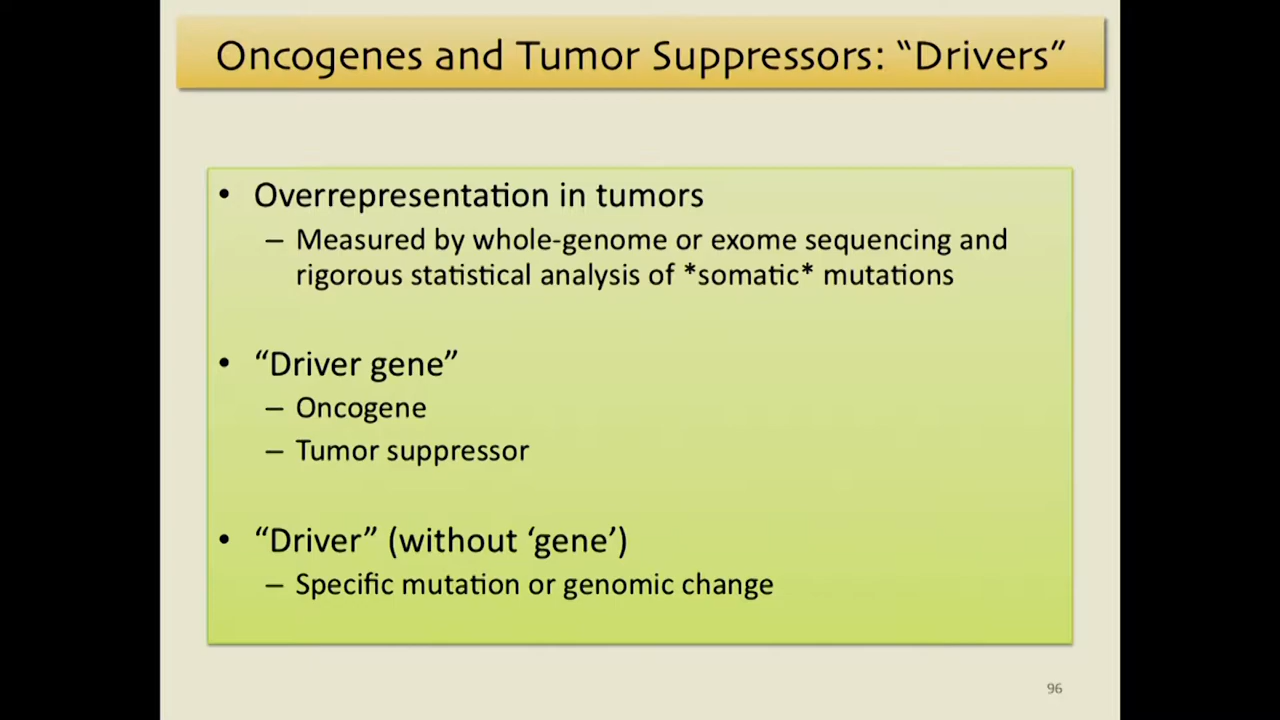 Oncogenes and Tumor Suppressors: “Drivers”
• Overrepresentation in tumors
– Measured by whole-genome or exome sequencing and
rigorous statistical analysis of *somatic* mutations
• “Driver gene”
– Oncogene
– Tumor suppressor
• “Driver” (without ‘gene’)
– Specific mutation or genomic change
96